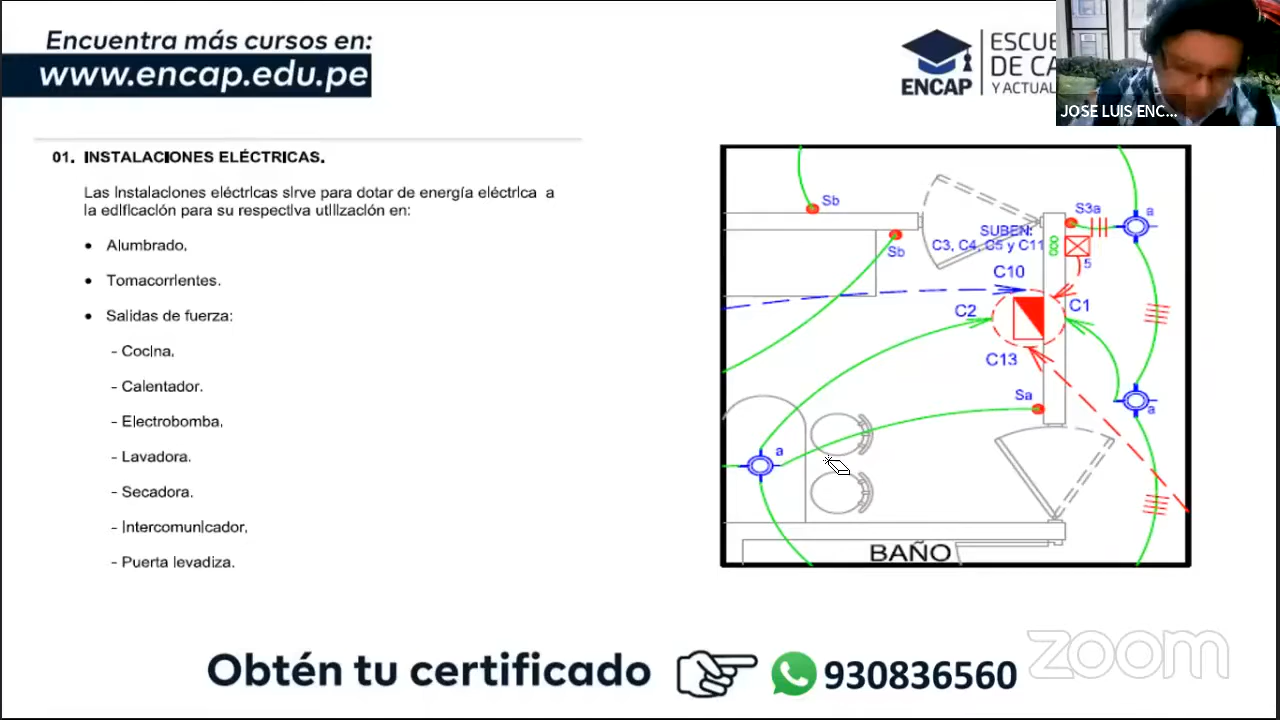 Encuentra más cursos en:
www.encap.edu.pe
ENCAP
ESCUE
DE CA
Y ACTUAL
JOSE LUIS ENC...
01. INSTALACIONES ELÉCTRICAS.
Las instalaciones eléctricas sirve para dotar de energía eléctrica a
la edificación para su respectiva utilización en:
• Alumbrado,
• Tomacorrientes.
• Salidas de fuerza:
- Cocina,
- Calentador.
- Electrobomba,
- Lavadora.
- Secadora.
- Intercomunicador,
- Puerta levadiza.
Sb
Sb
S3a
a
SUBEN:
C3, C4, C5 y C11
5
C10
C2
C1
C13
Sa
a
a
BAÑO
Obtén tu certificado
930836560
zoom